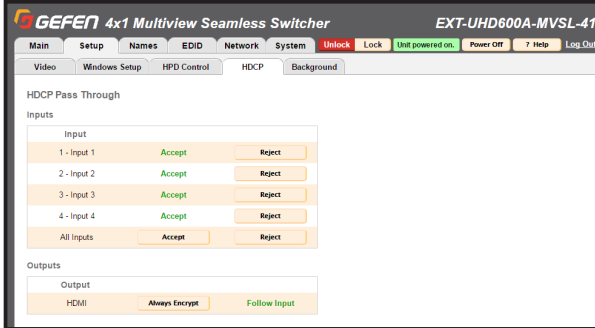 GEFEN 4x1 Multiview Seamless Switcher EXT-UHD600A-MVSL-41
Main Setup Names EDID Network System Unlock Lock Unit powered on. Power Off ? Help Log Out
Video Windows Setup HPD Control HDCP Background
HDCP Pass Through
Inputs
Input
1 - Input 1 Accept Reject
2 - Input 2 Accept Reject
3 - Input 3 Accept Reject
4 - Input 4 Accept Reject
All Inputs Accept Reject
Outputs
Output
HDMI Always Encrypt Follow Input